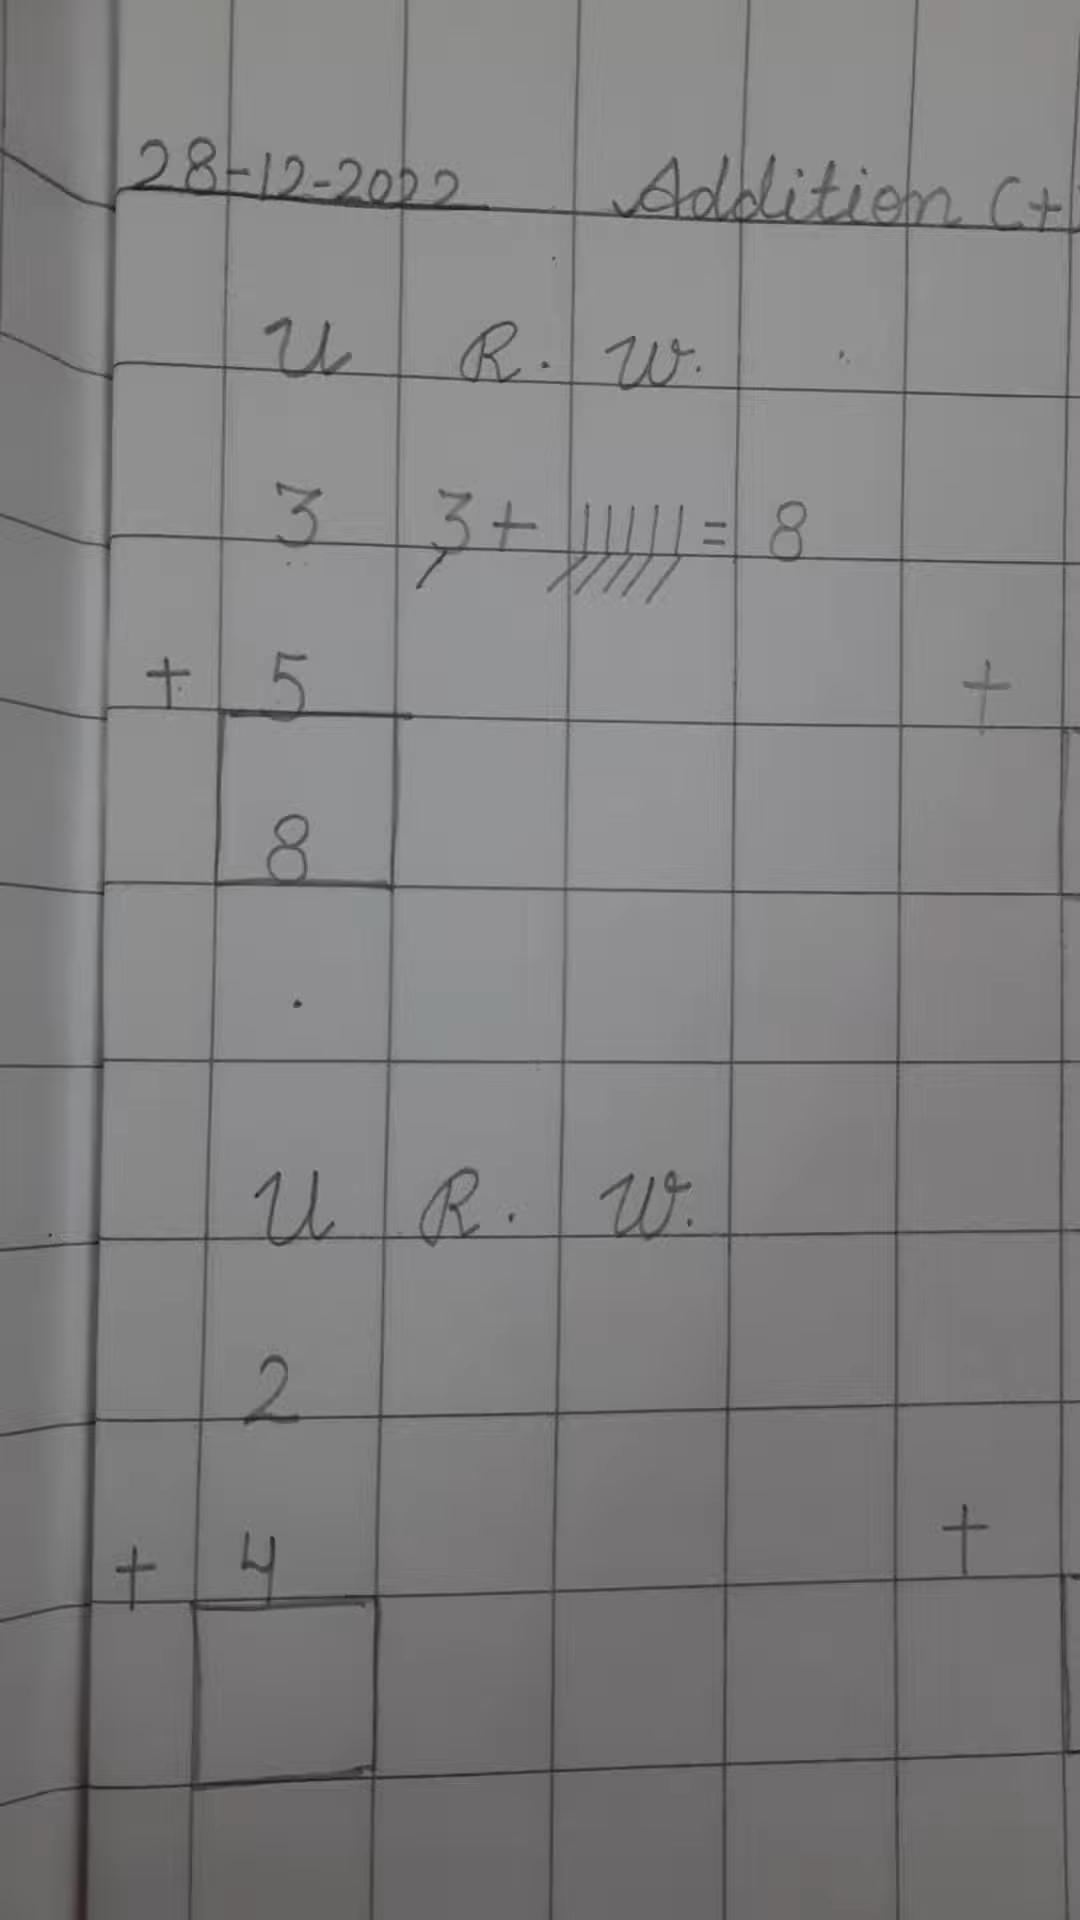 28-12-2022 Addition (+
U R. W.
3 3+ ||||| = 8
+ 5 +
8
U R. W.
2
+ 4 +